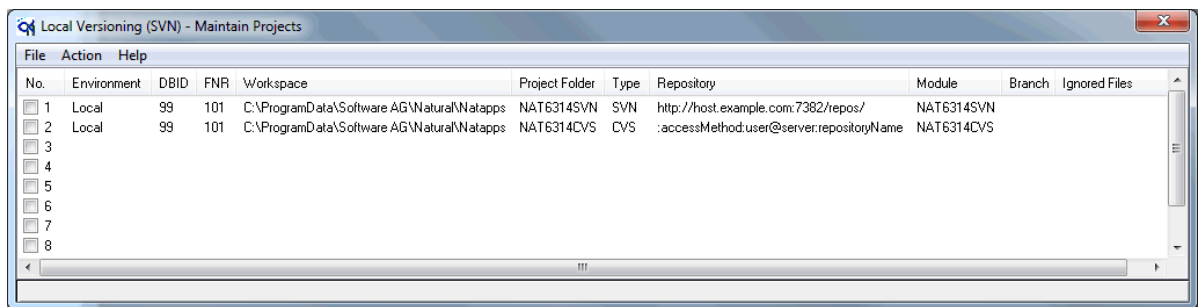 Local Versioning (SVN) - Maintain Projects
File Action Help
No. Environment DBID FNR Workspace Project Folder Type Repository Module Branch Ignored Files
1 Local 99 101 C:\ProgramData\Software AG\Natural\Natapps NAT6314SVN SVN http://host.example.com:7382/repos/ NAT6314SVN
2 Local 99 101 C:\ProgramData\Software AG\Natural\Natapps NAT6314CVS CVS :accessMethod:user@server:repositoryName NAT6314CVS
3
4
5
6
7
8